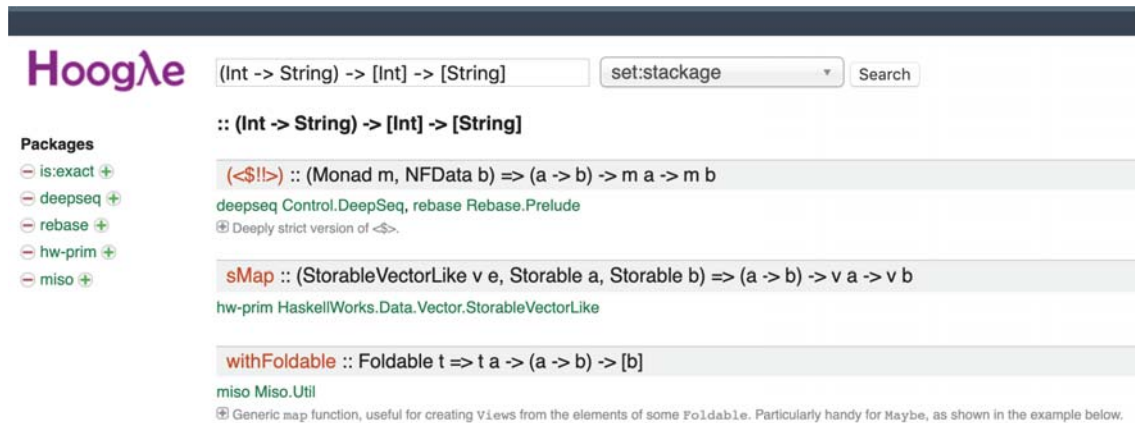 Hoogλe
(Int -> String) -> [Int] -> [String]
set:stackage
Search
:: (Int -> String) -> [Int] -> [String]
Packages
is:exact
deepseq
rebase
hw-prim
miso
(<$!!>) :: (Monad m, NFData b) => (a -> b) -> m a -> m b
deepseq Control.DeepSeq, rebase Rebase.Prelude
Deeply strict version of <$>.
sMap :: (StorableVectorLike v e, Storable a, Storable b) => (a -> b) -> v a -> v b
hw-prim HaskellWorks.Data.Vector.StorableVectorLike
withFoldable :: Foldable t => t a -> (a -> b) -> [b]
miso Miso.Util
Generic map function, useful for creating Views from the elements of some Foldable. Particularly handy for Maybe, as shown in the example below.